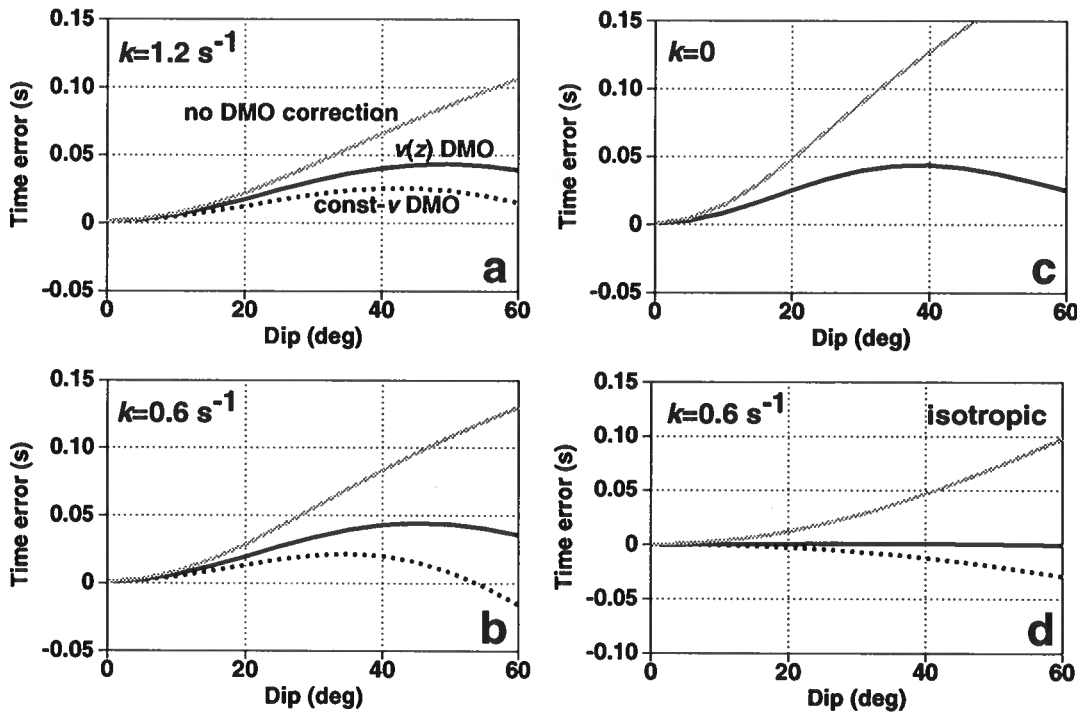 0.15
k=1.2 s⁻¹
0.10
no DMO correction
0.05
v(z) DMO
const-v DMO
0
-0.05
Time error (s)
a
0 20 40 60
Dip (deg)
0.15
k=0
0.10
0.05
0
-0.05
Time error (s)
c
0 20 40 60
Dip (deg)
0.15
k=0.6 s⁻¹
0.10
0.05
0
-0.05
Time error (s)
b
0 20 40 60
Dip (deg)
0.15
k=0.6 s⁻¹
isotropic
0.10
0.05
0
-0.05
-0.10
Time error (s)
d
0 20 40 60
Dip (deg)